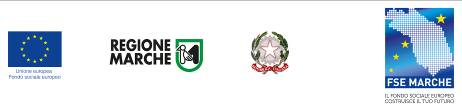 Unione europea
Fondo sociale europeo
REGIONE
MARCHE
FSE MARCHE
IL FONDO SOCIALE EUROPEO
COSTRUISCE IL TUO FUTURO